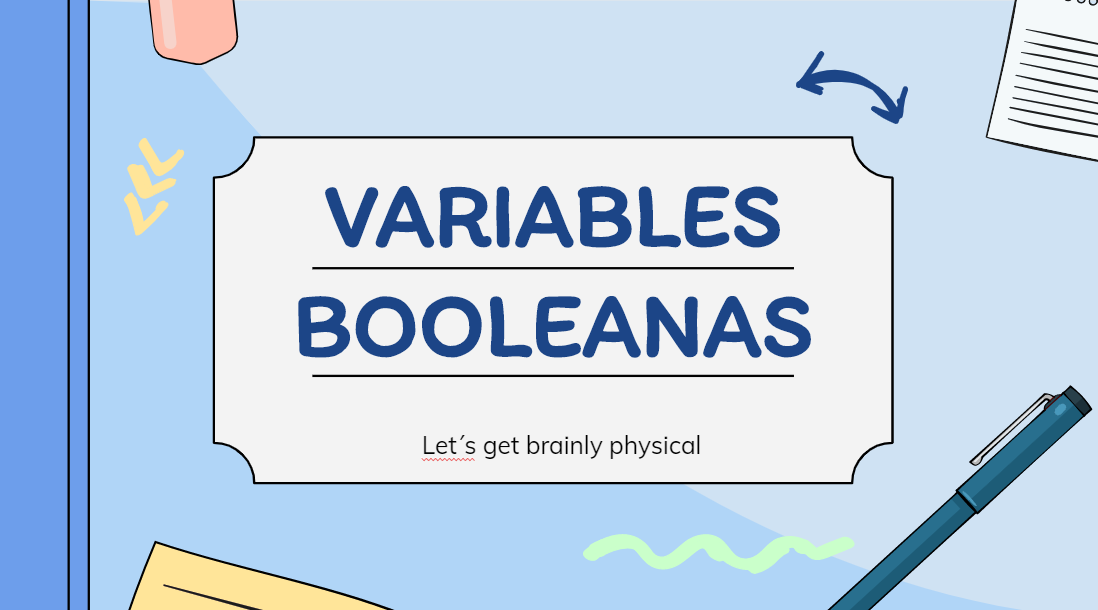 VARIABLES
BOOLEANAS
Let´s get brainly physical